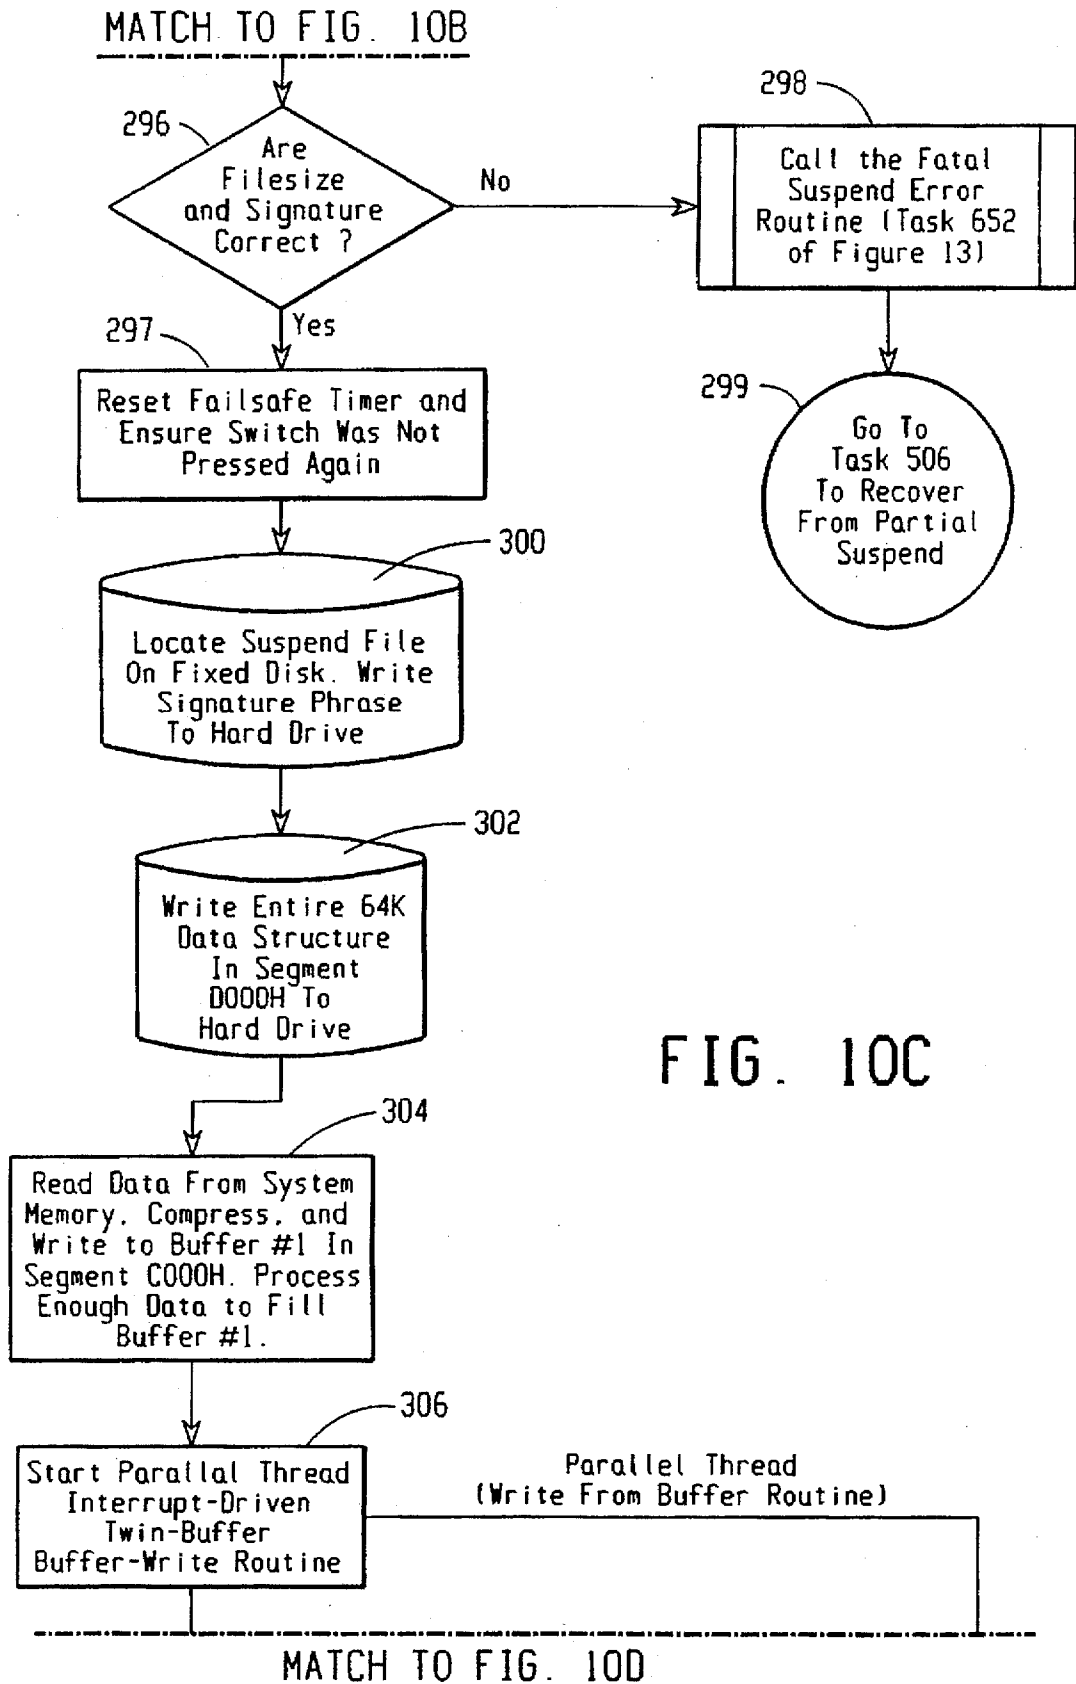 MATCH TO FIG. 10B
296
Are
Filesize
and Signature
Correct ?
No
298
Call the Fatal
Suspend Error
Routine (Task 652
of Figure 13)
Yes
297
Reset Failsafe Timer and
Ensure Switch Was Not
Pressed Again
299
Go To
Task 506
To Recover
From Partial
Suspend
300
Locate Suspend File
On Fixed Disk. Write
Signature Phrase
To Hard Drive
302
Write Entire 64K
Data Structure
In Segment
D000H To
Hard Drive
FIG. 10C
304
Read Data From System
Memory, Compress, and
Write to Buffer #1 In
Segment C000H. Process
Enough Data to Fill
Buffer #1.
306
Start Parallal Thread
Interrupt-Driven
Twin-Buffer
Buffer-Write Routine
Parallel Thread
(Write From Buffer Routine)
MATCH TO FIG. 10D